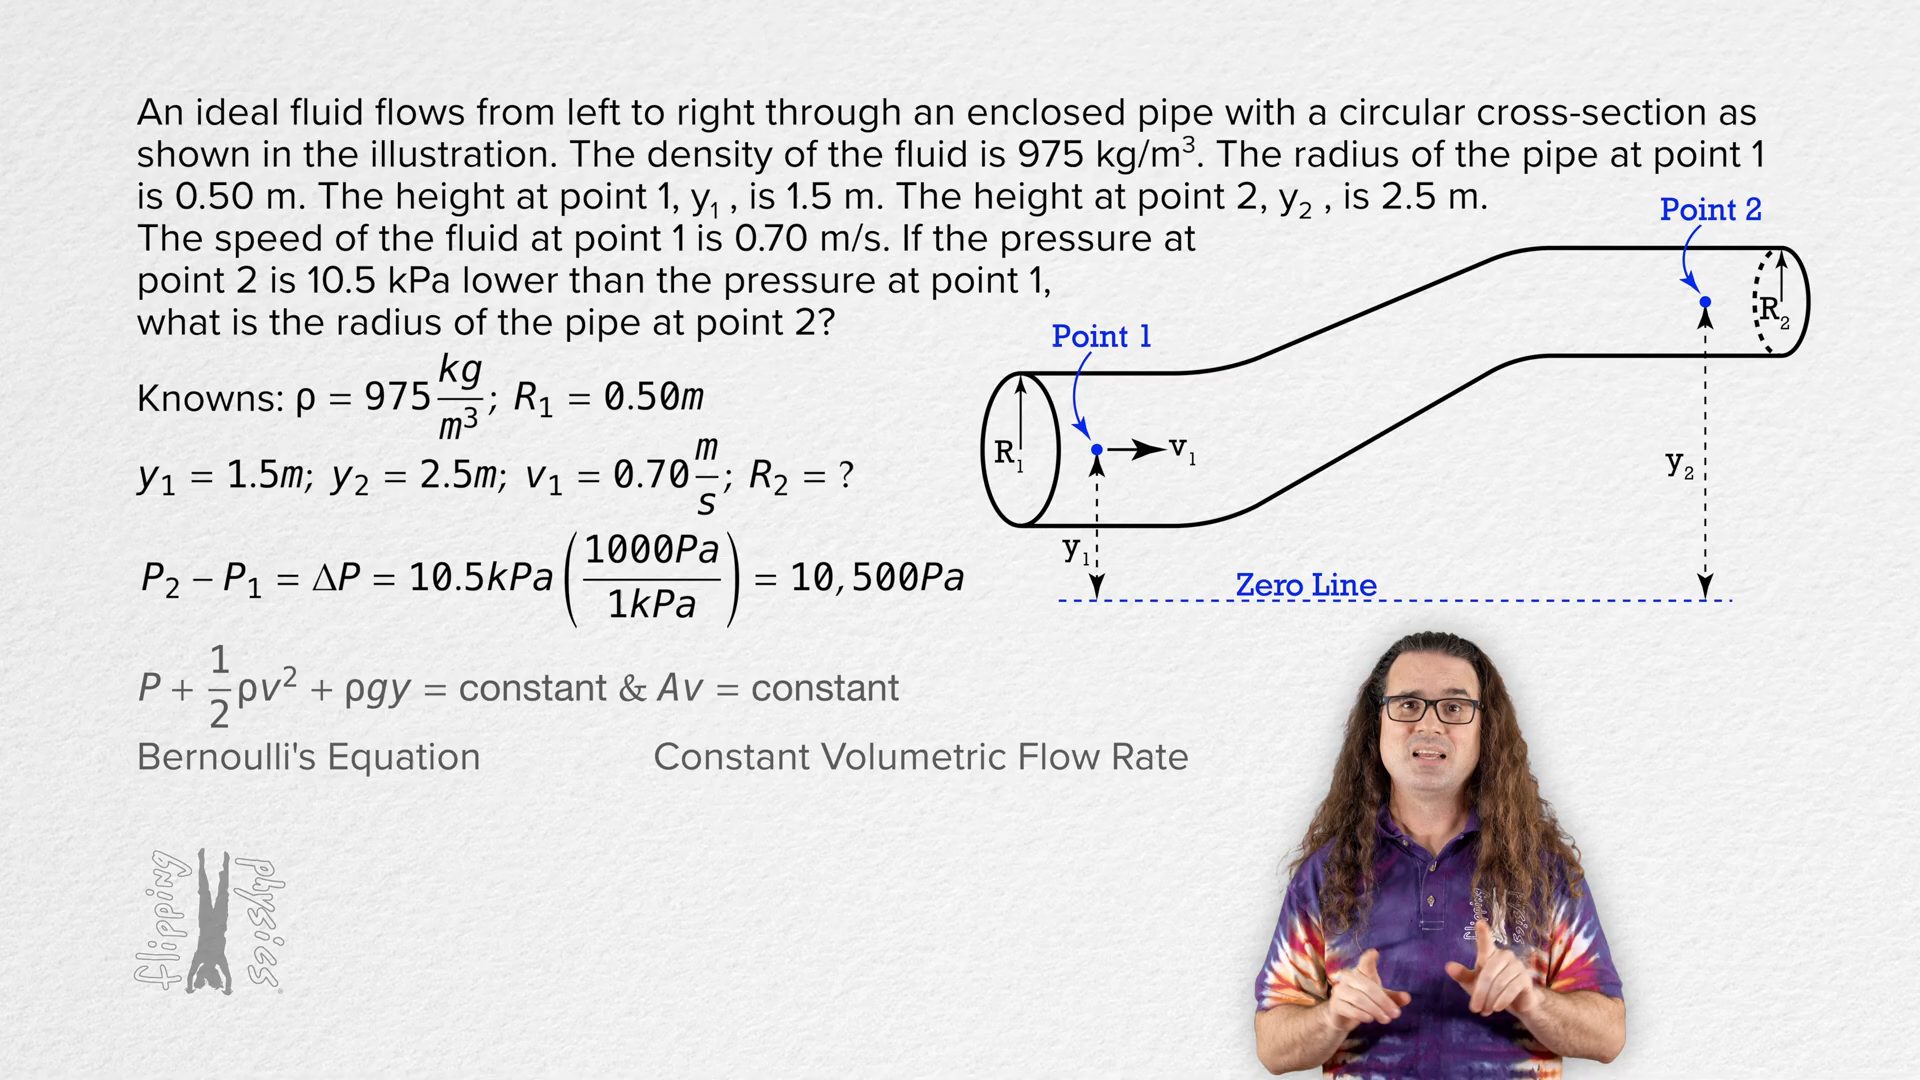 An ideal fluid flows from left to right through an enclosed pipe with a circular cross-section as
shown in the illustration. The density of the fluid is 975 kg/m³. The radius of the pipe at point 1
is 0.50 m. The height at point 1, y₁ , is 1.5 m. The height at point 2, y₂ , is 2.5 m.
The speed of the fluid at point 1 is 0.70 m/s. If the pressure at
point 2 is 10.5 kPa lower than the pressure at point 1,
what is the radius of the pipe at point 2?
Point 2
R₂
Point 1
R₁
v₁
y₂
y₁
Zero Line
Knowns: ρ = 975 kg/m³; R₁ = 0.50m
y₁ = 1.5m; y₂ = 2.5m; v₁ = 0.70 m/s; R₂ = ?
P₂ − P₁ = ΔP = 10.5kPa (1000Pa/1kPa) = 10,500Pa
P + 1/2 ρv² + ρgy = constant & Av = constant
Bernoulli's Equation Constant Volumetric Flow Rate
flipping physics
flipping physics